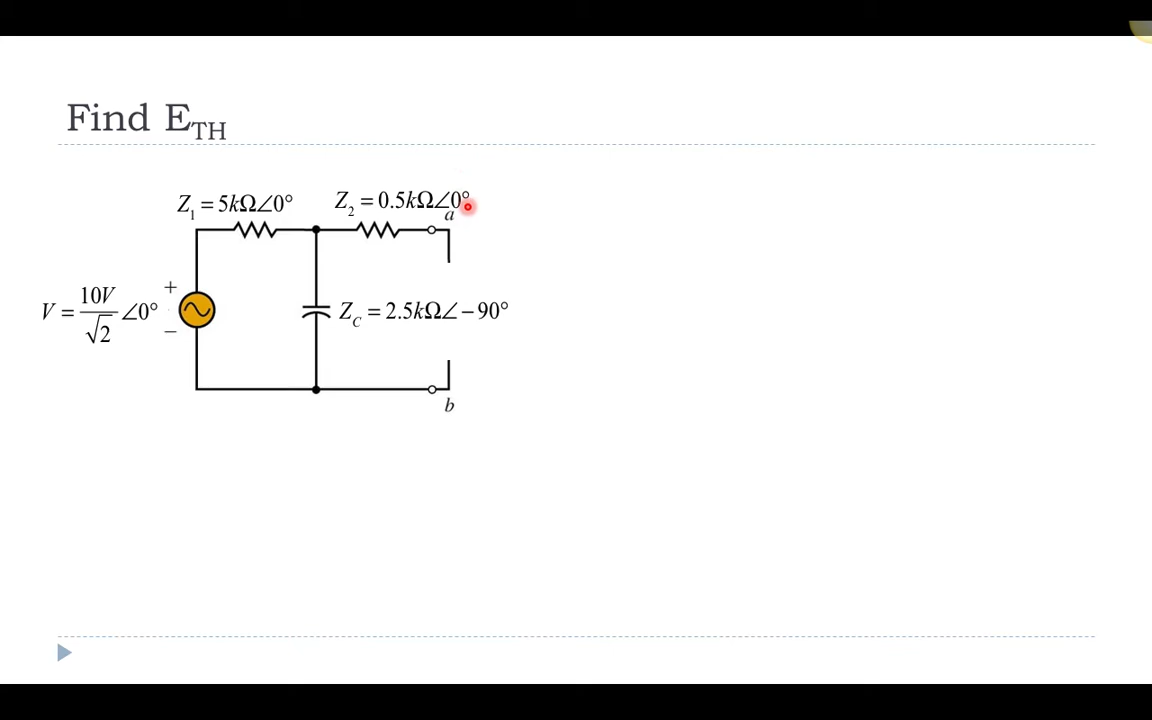 Find E_TH
Z_1 = 5kΩ∠0°
Z_2 = 0.5kΩ∠0°
a
+
V = 10V/√2 ∠0°
−
Z_C = 2.5kΩ∠−90°
b